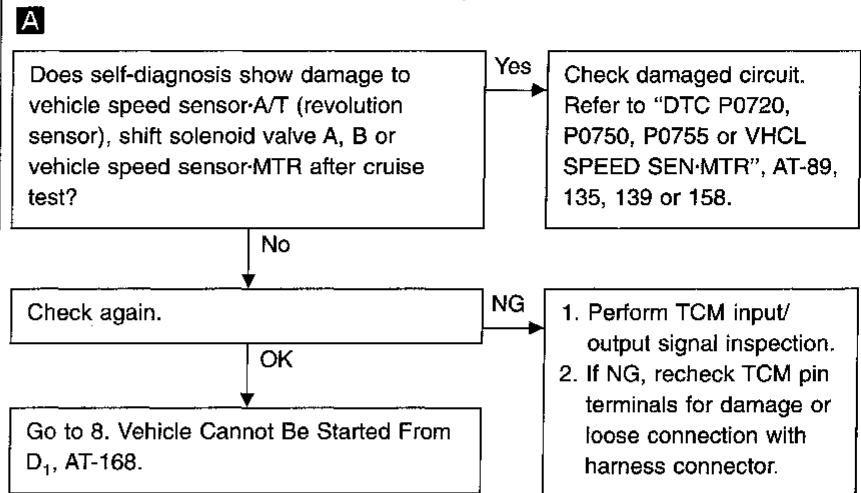 A
Does self-diagnosis show damage to
vehicle speed sensor·A/T (revolution
sensor), shift solenoid valve A, B or
vehicle speed sensor·MTR after cruise
test?
Yes
Check damaged circuit.
Refer to “DTC P0720,
P0750, P0755 or VHCL
SPEED SEN·MTR”, AT-89,
135, 139 or 158.
No
Check again.
NG
1. Perform TCM input/
output signal inspection.
2. If NG, recheck TCM pin
terminals for damage or
loose connection with
harness connector.
OK
Go to 8. Vehicle Cannot Be Started From
D₁, AT-168.